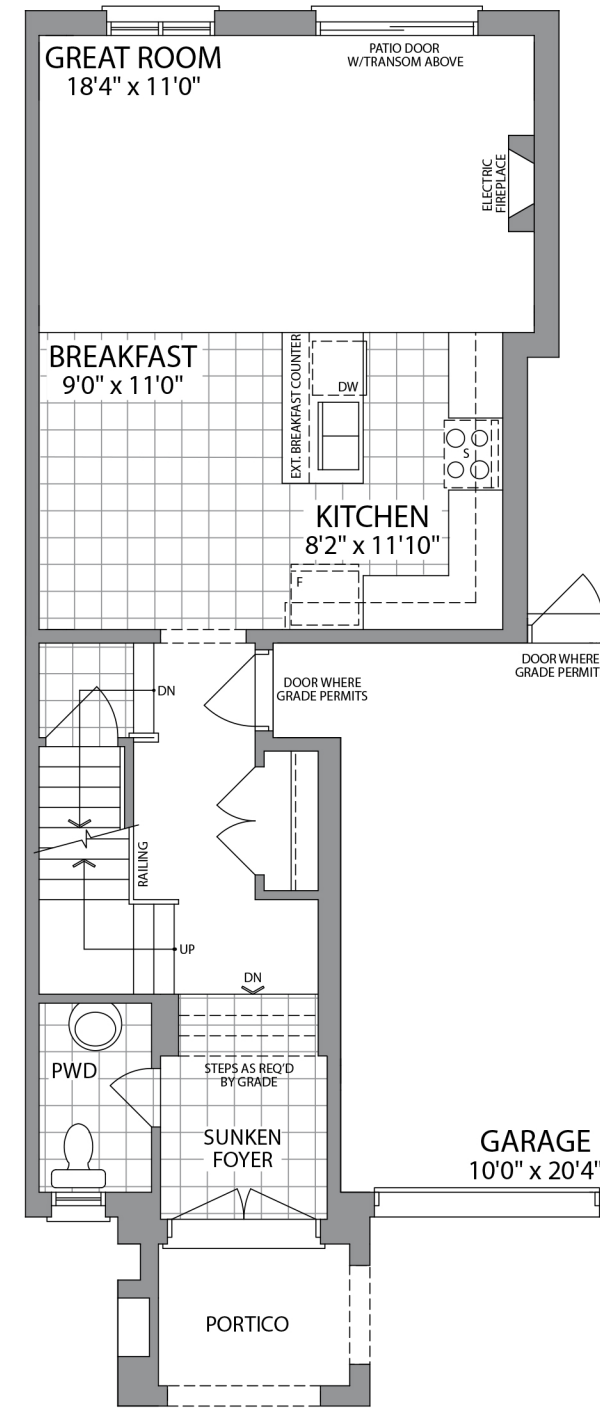 GREAT ROOM
18'4" x 11'0"
PATIO DOOR
W/TRANSOM ABOVE
ELECTRIC
FIREPLACE
BREAKFAST
9'0" x 11'0"
EXT. BREAKFAST COUNTER
DW
S
KITCHEN
8'2" x 11'10"
F
DOOR WHERE
GRADE PERMIT
DN
DOOR WHERE
GRADE PERMITS
RAILING
UP
DN
PWD
STEPS AS REQ'D
BY GRADE
SUNKEN
FOYER
GARAGE
10'0" x 20'4"
PORTICO